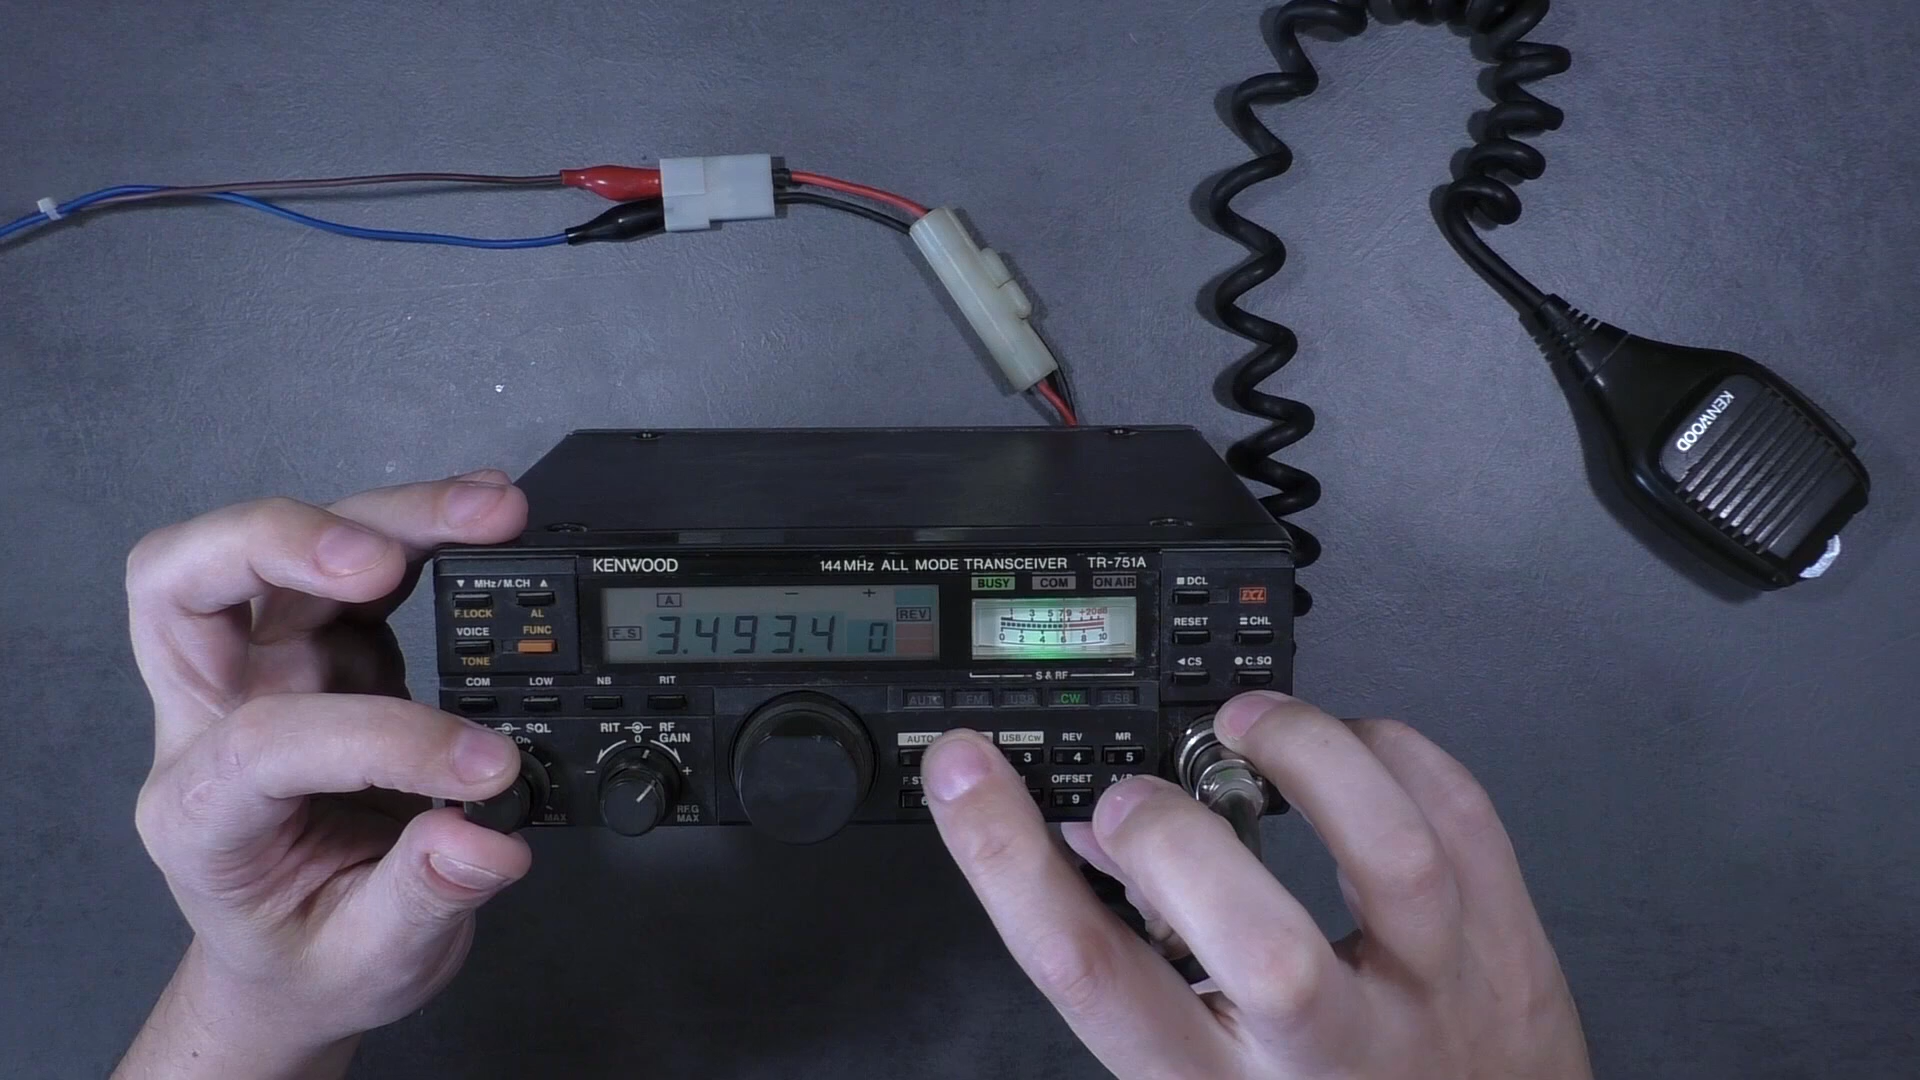 KENWOOD
KENWOOD 144MHz ALL MODE TRANSCEIVER TR-751A
BUSY COM ON AIR
▼ MHz/M.CH ▲
F.LOCK AL
VOICE FUNC
TONE
A - +
F.S 3.493.4 0 REV
1 3 5 7 9 +20dB
0 2 4 6 8 10
S & RF
■ DCL DCL
RESET CHL
◄ CS ● C.SQ
COM LOW NB RIT
AUTO FM USB CW LSB
SQL
RIT 0 RF GAIN
- +
MAX
RF.G MAX
AUTO USB/CW REV MR
3 4 5
OFFSET
9